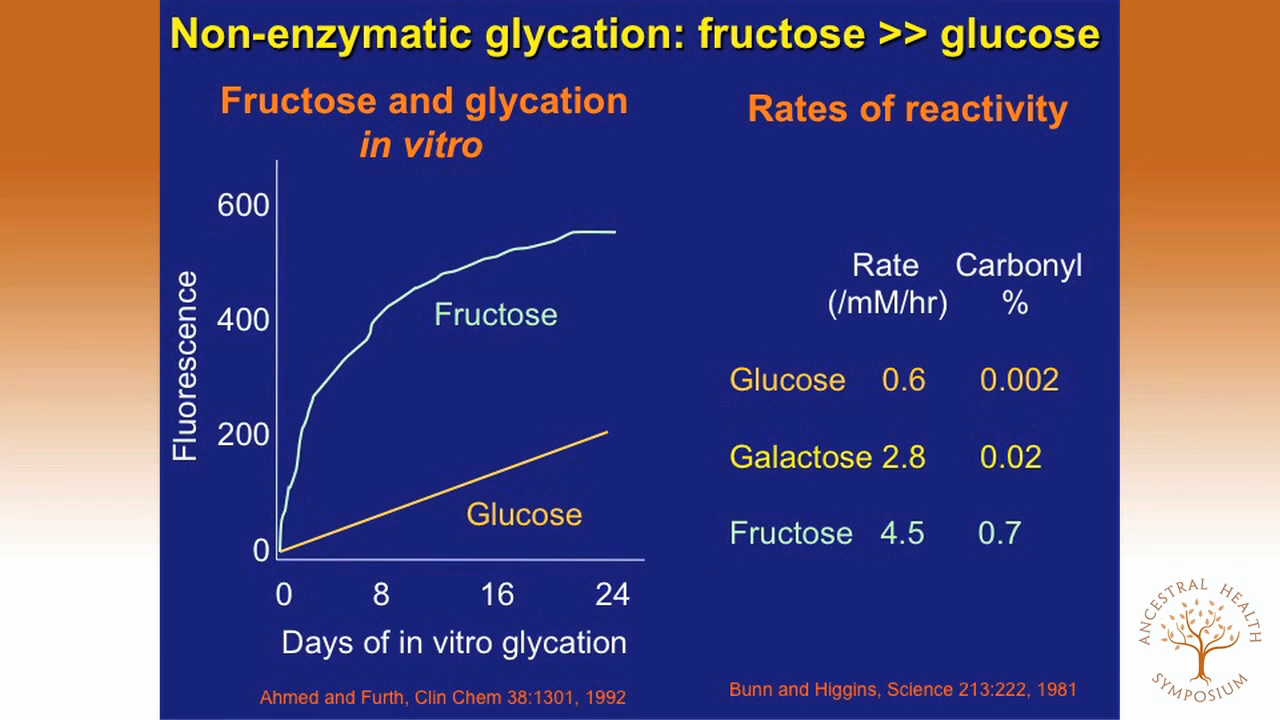 Non-enzymatic glycation: fructose >> glucose
Fructose and glycation
in vitro
600
400
200
0
Fluorescence
Fructose
Glucose
0 8 16 24
Days of in vitro glycation
Ahmed and Furth, Clin Chem 38:1301, 1992
Rates of reactivity
Rate Carbonyl
(/mM/hr) %
Glucose 0.6 0.002
Galactose 2.8 0.02
Fructose 4.5 0.7
Bunn and Higgins, Science 213:222, 1981
ANCESTRAL HEALTH
SYMPOSIUM